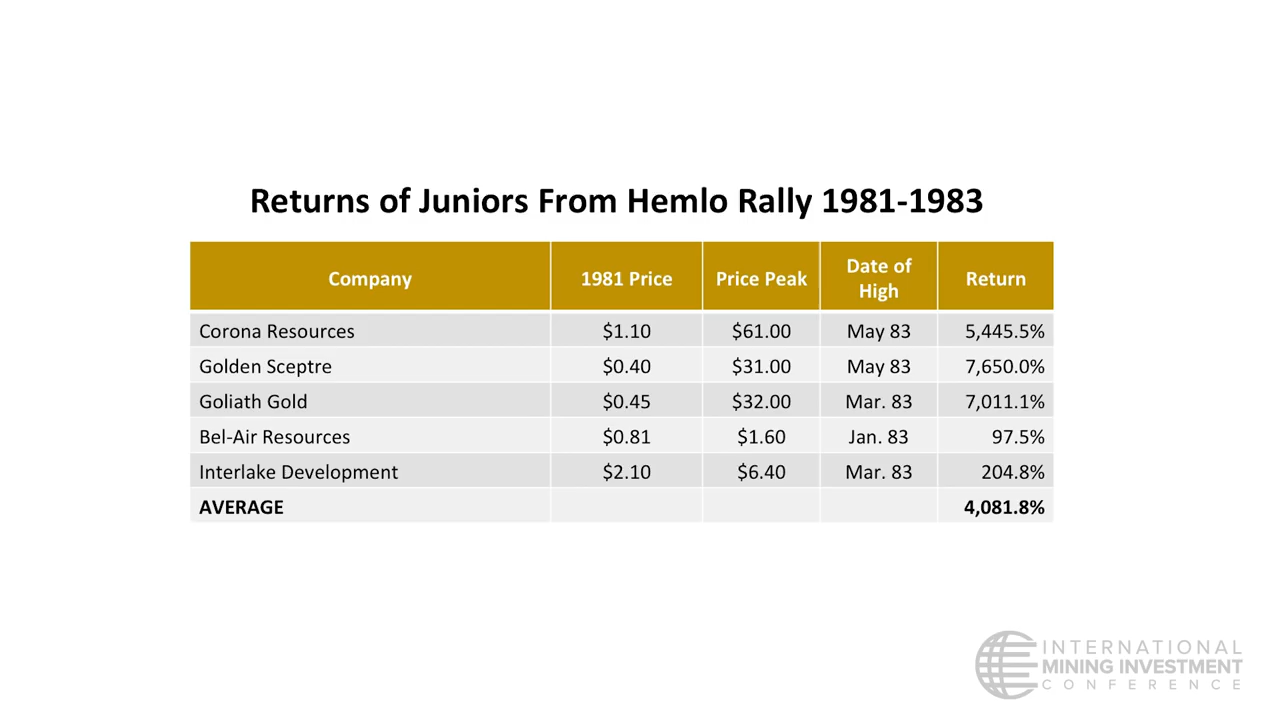 Returns of Juniors From Hemlo Rally 1981-1983
Company 1981 Price Price Peak Date of High Return
Corona Resources $1.10 $61.00 May 83 5,445.5%
Golden Sceptre $0.40 $31.00 May 83 7,650.0%
Goliath Gold $0.45 $32.00 Mar. 83 7,011.1%
Bel-Air Resources $0.81 $1.60 Jan. 83 97.5%
Interlake Development $2.10 $6.40 Mar. 83 204.8%
AVERAGE 4,081.8%
INTERNATIONAL
MINING INVESTMENT
CONFERENCE